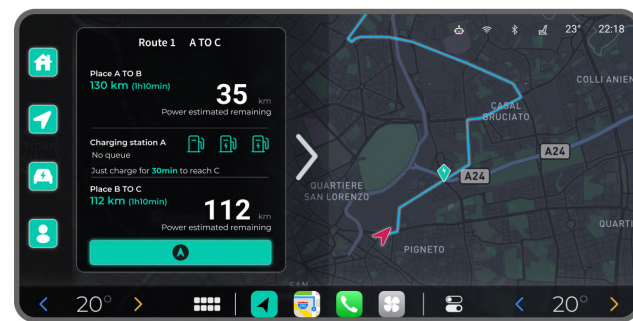 Route 1 A TO C
Place A TO B
130 km (1h10min)
35 km
Power estimated remaining
Charging station A
No queue
Just charge for 30min to reach C
Place B TO C
112 km (1h10min)
112 km
Power estimated remaining
23° 22:18
COLLI ANIEN
CASAL
BRUCIATO
A24
A24
QUARTIERE
SAN LORENZO
QUARTI
PIGNETO
SAN
20°
20°